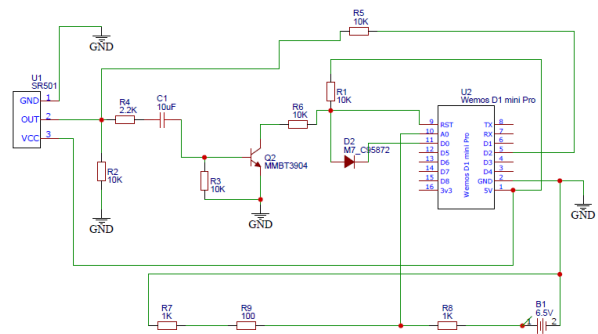 R5
10K
U1
SR501
GND 1
OUT 2
VCC 3
GND
R4
2.2K
C1
10uF
R1
10K
R6
10K
U2
Wemos D1 mini Pro
9 RST TX 8
10 A0 RX 7
11 D0 D1 6
12 D5 D2 5
13 D6 D3 4
14 D7 D4 3
15 D8 GND 2
16 3v3 5V 1
Wemos D1 mini Pro
D2
M7_C95872
Q2
MMBT3904
R2
10K
R3
10K
GND
GND
GND
R7
1K
R9
100
R8
1K
B1
6.5V
1 2